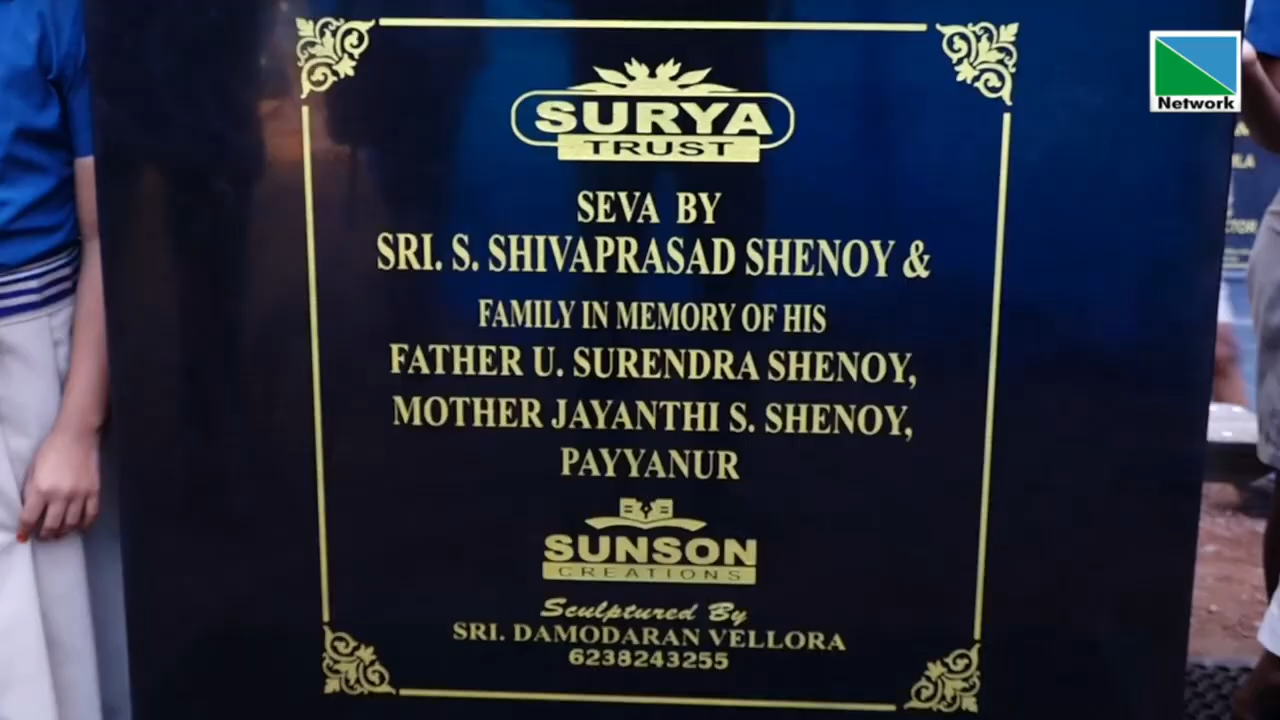 Network
SURYA
TRUST
SEVA BY
SRI. S. SHIVAPRASAD SHENOY &
FAMILY IN MEMORY OF HIS
FATHER U. SURENDRA SHENOY,
MOTHER JAYANTHI S. SHENOY,
PAYYANUR
SUNSON
CREATIONS
Sculptured By
SRI. DAMODARAN VELLORA
6238243255